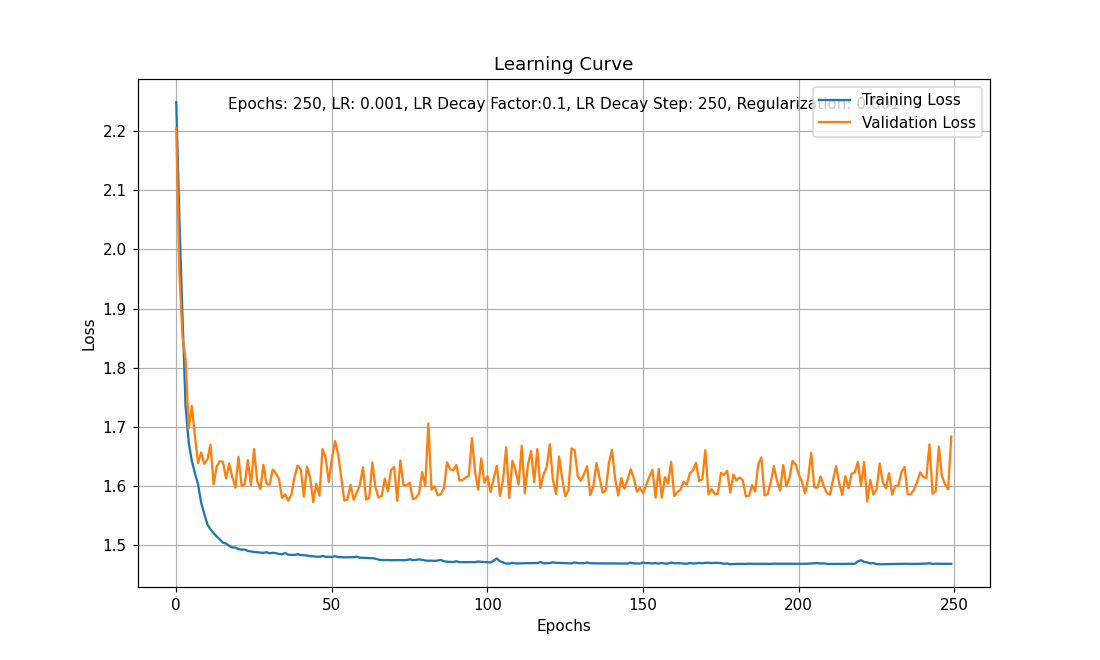 Learning Curve
Epochs: 250, LR: 0.001, LR Decay Factor:0.1, LR Decay Step: 250, Regularization: 0.001
Training Loss
Validation Loss
2.2
2.1
2.0
1.9
1.8
1.7
1.6
1.5
Loss
0 50 100 150 200 250
Epochs